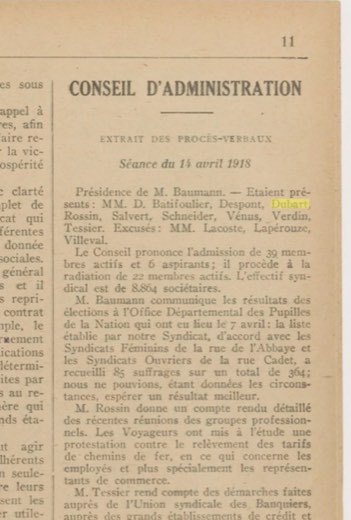 11
es sous
appel à
res, afin
aire re-
la vic-
ospérité
c clarté
plet de
cat qui
fférentes
donnée
sociales.
général
s et il
s repri-
contrat
mple, le
rnement
ications
détermi-
ites par
s au re-
ière qui
nds éta-
ut agir
lhérents
n seule-
re leurs
sent les
er utile-
CONSEIL D'ADMINISTRATION
EXTRAIT DES PROCÈS-VERBAUX
Séance du 14 avril 1918
Présidence de M. Baumann. — Etaient pré-
sents : MM. D. Batifoulier, Despont, Dubart,
Rossin, Salvert, Schneider, Vénus, Verdin,
Tessier. Excusés : MM. Lacoste, Lapérouze,
Villeval.
Le Conseil prononce l'admission de 39 mem-
bres actifs et 6 aspirants ; il procède à la
radiation de 22 membres actifs. L'effectif syn-
dical est de 8.864 sociétaires.
M. Baumann communique les résultats des
élections à l'Office Départemental des Pupilles
de la Nation qui ont eu lieu le 7 avril : la liste
établie par notre Syndicat, d'accord avec les
Syndicats Féminins de la rue de l'Abbaye et
les Syndicats Ouvriers de la rue Cadet, a
recueilli 85 suffrages sur un total de 364 ;
nous ne pouvions, étant données les circons-
tances, espérer un résultat meilleur.
M. Rossin donne un compte rendu détaillé
des récentes réunions des groupes profession-
nels. Les Voyageurs ont mis à l'étude une
protestation contre le relèvement des tarifs
de chemins de fer, en ce qui concerne les
employés et plus spécialement les représen-
tants de commerce.
M. Tessier rend compte des démarches faites
auprès de l'Union syndicale des Banquiers,
auprès des grands établissements de crédit et